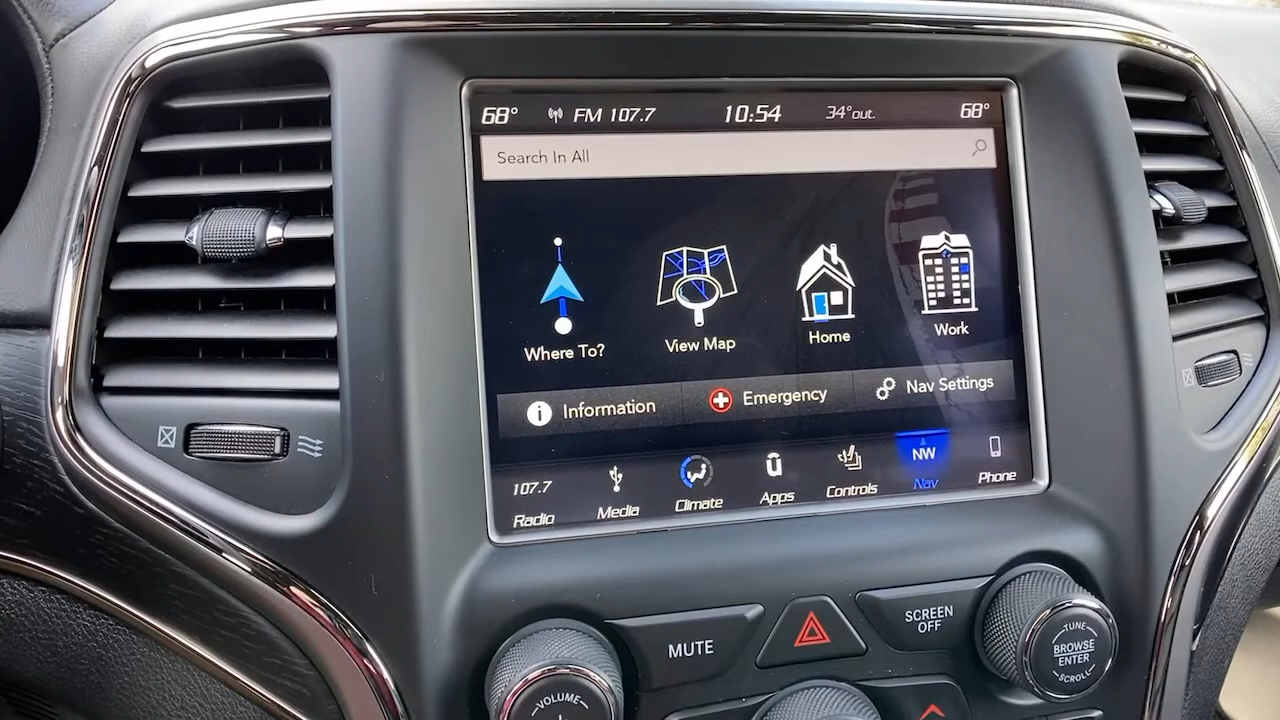 68° FM 107.7 10:54 34°out. 68°
Search In All
Where To? View Map Home Work
Information Emergency Nav Settings
107.7 NW
Radio Media Climate Apps Controls Nav Phone
MUTE
SCREEN
OFF
VOLUME
TUNE
BROWSE
ENTER
SCROLL